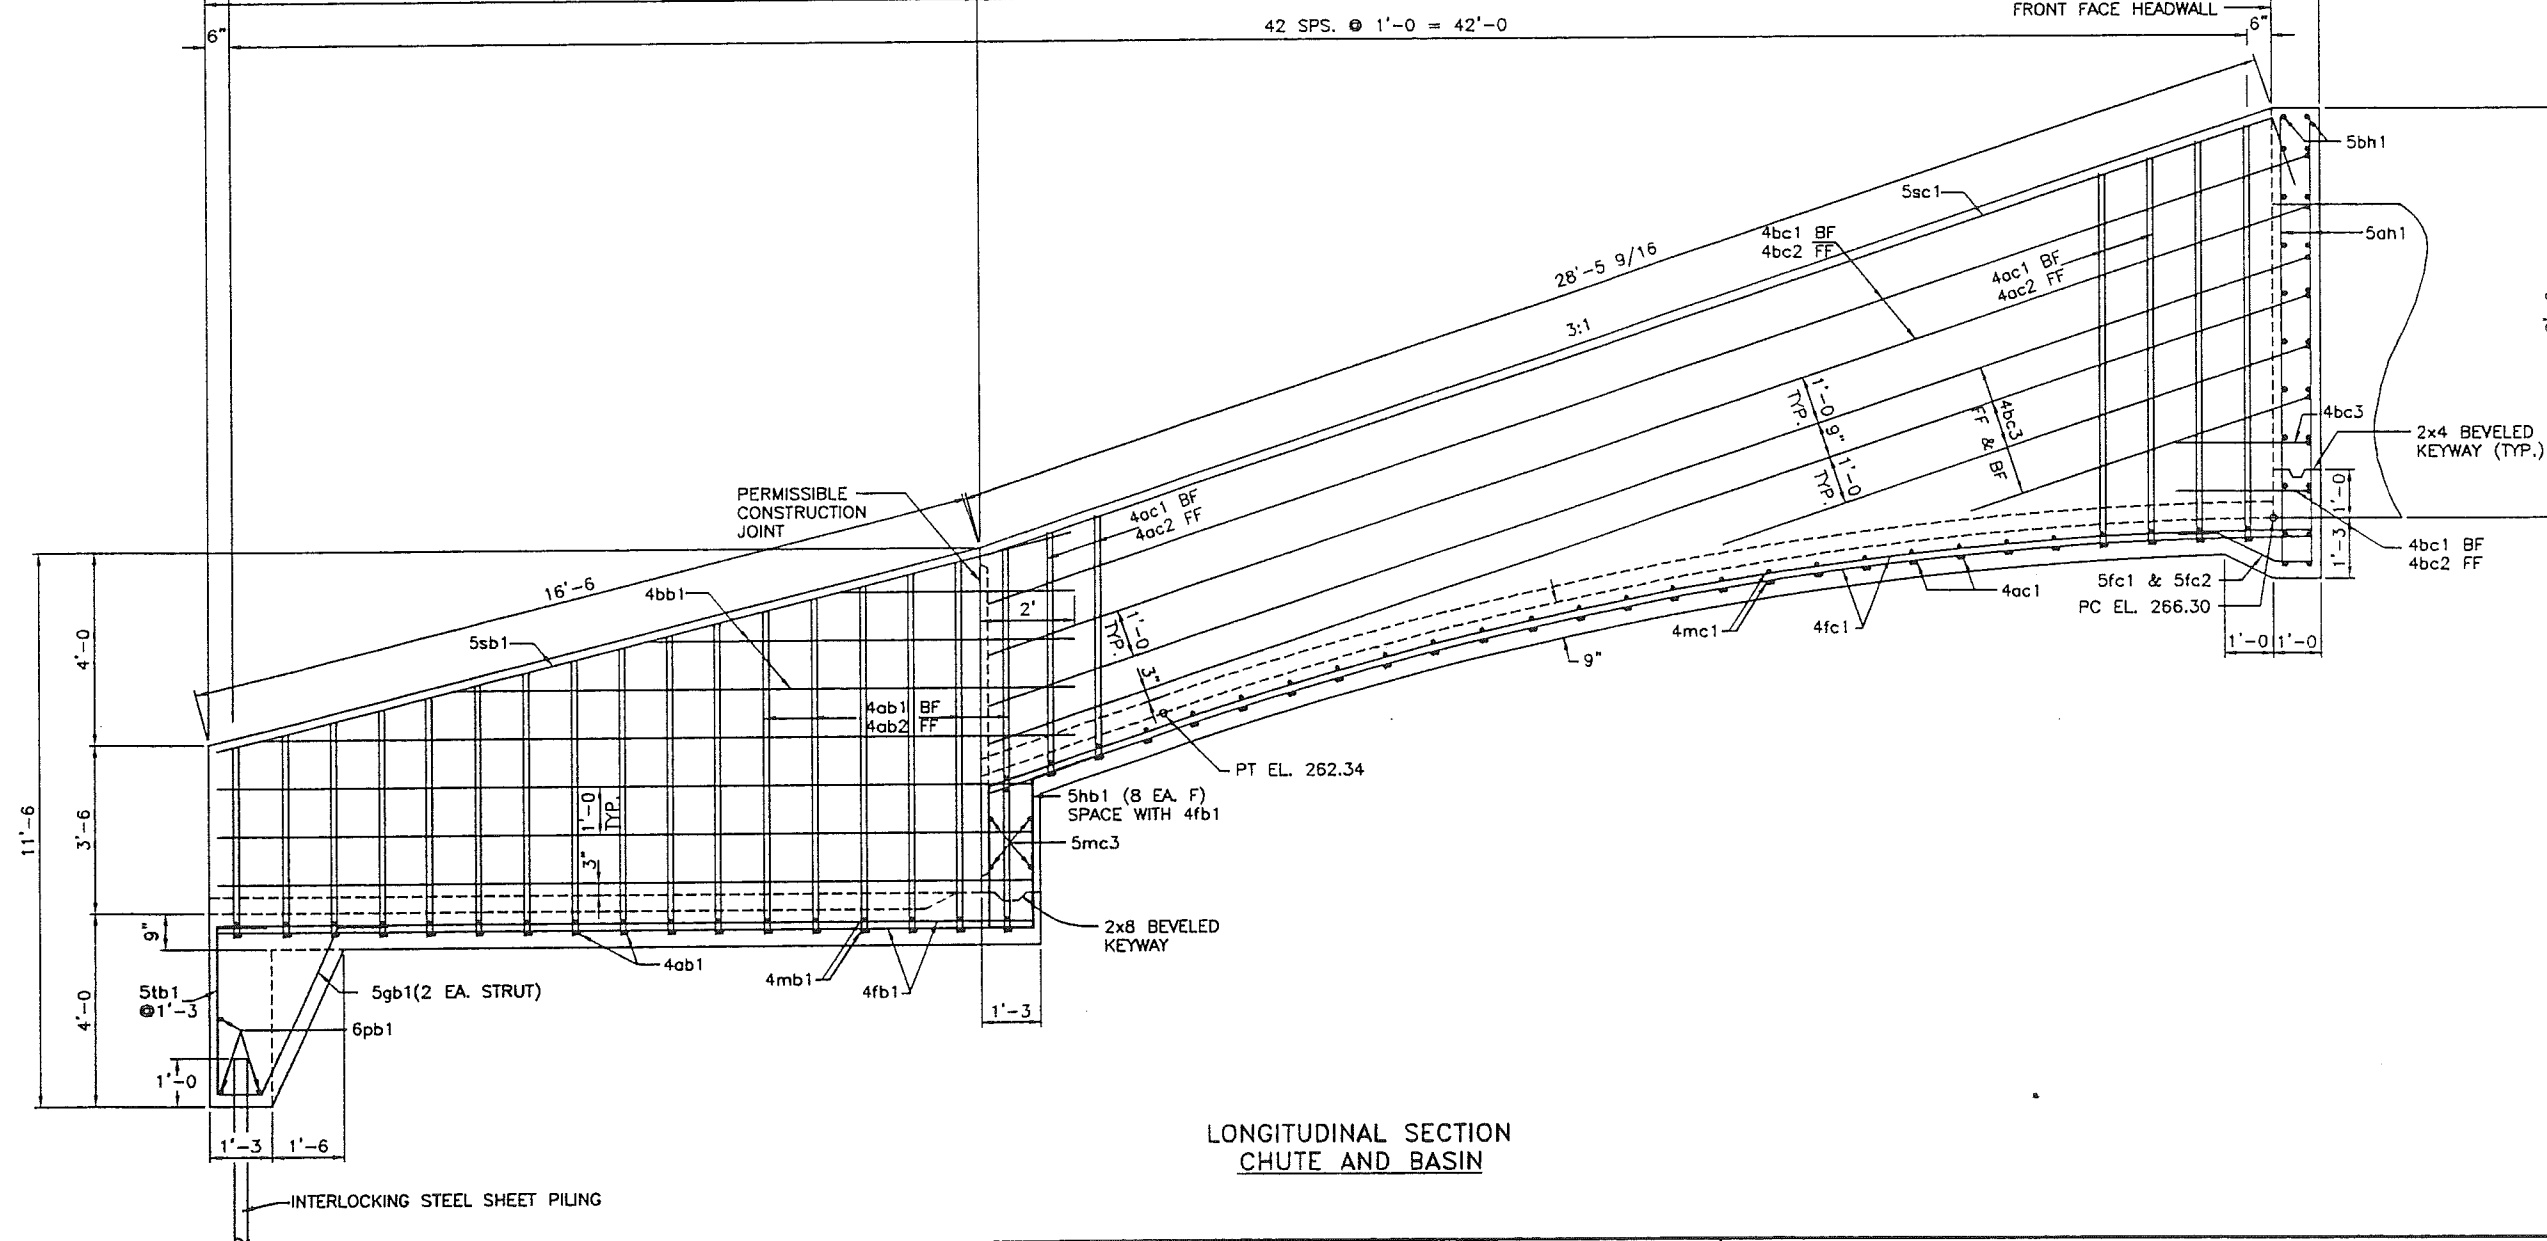 FRONT FACE HEADWALL
42 SPS. @ 1'-0 = 42'-0
6"
6"
5bh1
5sc1
4bc1 BF
4bc2 FF
5ah1
28'-5 9/16
4ac1 BF
4ac2 FF
3:1
1'-0
TYP.
9"
1'-0
TYP.
4bc3
FF & BF
4bc3
2x4 BEVELED
KEYWAY (TYP.)
PERMISSIBLE
CONSTRUCTION
JOINT
4ac1 BF
4ac2 FF
1'-0
1'-3
4bc1 BF
4bc2 FF
16'-6
4bb1
2'
5fc1 & 5fc2
4ac1
PC EL. 266.30
4mc1
4fc1
1'-0
1'-0
5sb1
4'-0
1'-0
TYP.
3"
9"
4ab1 BF
4ab2 FF
PT EL. 262.34
5hb1 (8 EA. F)
SPACE WITH 4fb1
11'-6
3'-6
1'-0
TYP.
5mc3
3"
9"
2x8 BEVELED
KEYWAY
4ab1
4mb1
4fb1
5tb1
@1'-3
5gb1(2 EA. STRUT)
1'-3
4'-0
6pb1
1'-0
1'-3
1'-6
LONGITUDINAL SECTION
CHUTE AND BASIN
INTERLOCKING STEEL SHEET PILING